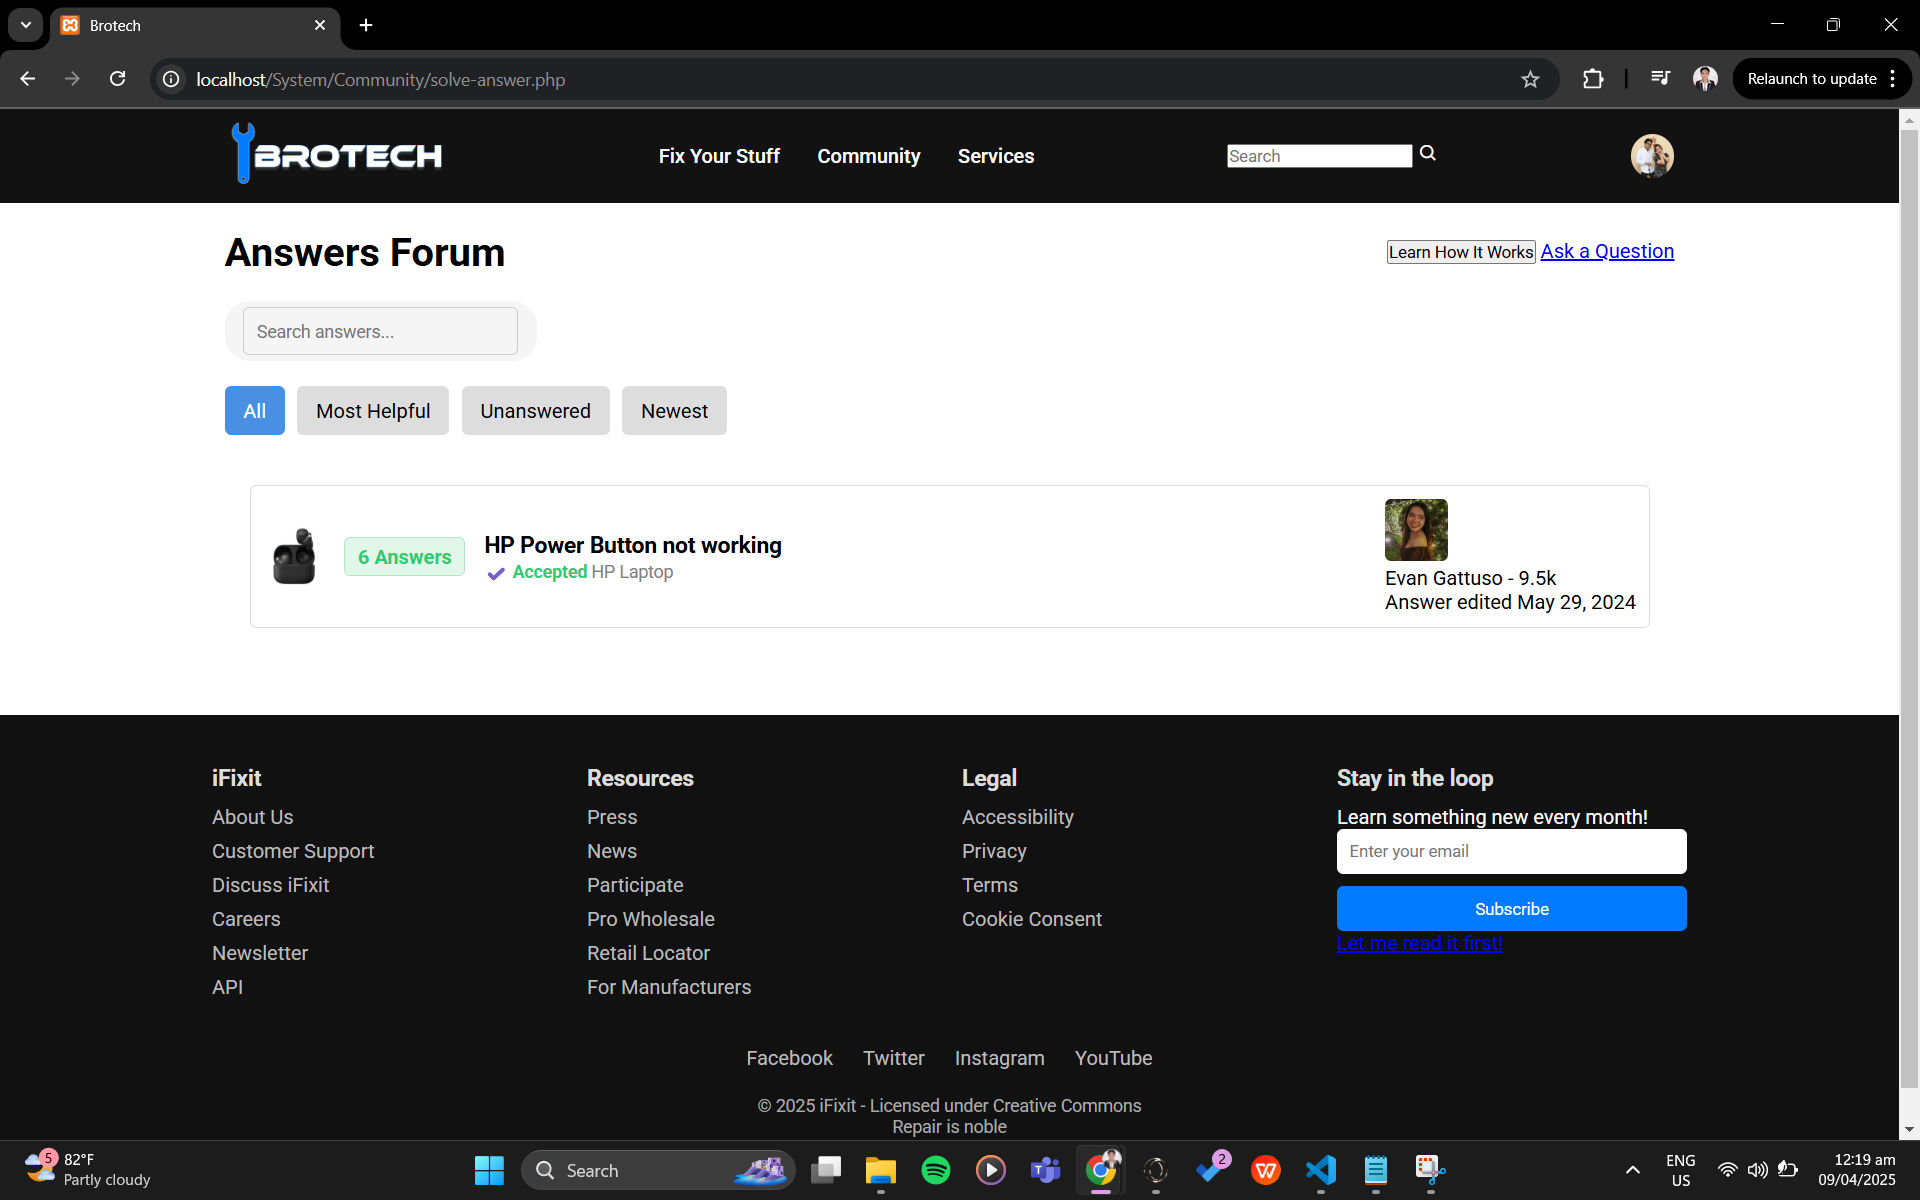 Brotech
localhost/System/Community/solve-answer.php
Relaunch to update
BROTECH
Fix Your Stuff
Community
Services
Search
Answers Forum
Learn How It Works
Ask a Question
Search answers...
All
Most Helpful
Unanswered
Newest
6 Answers
HP Power Button not working
Accepted HP Laptop
Evan Gattuso - 9.5k
Answer edited May 29, 2024
iFixit
About Us
Customer Support
Discuss iFixit
Careers
Newsletter
API
Resources
Press
News
Participate
Pro Wholesale
Retail Locator
For Manufacturers
Legal
Accessibility
Privacy
Terms
Cookie Consent
Stay in the loop
Learn something new every month!
Enter your email
Subscribe
Let me read it first!
Facebook
Twitter
Instagram
YouTube
© 2025 iFixit - Licensed under Creative Commons
Repair is noble
5
82°F
Partly cloudy
Search
2
ENG
US
12:19 am
09/04/2025